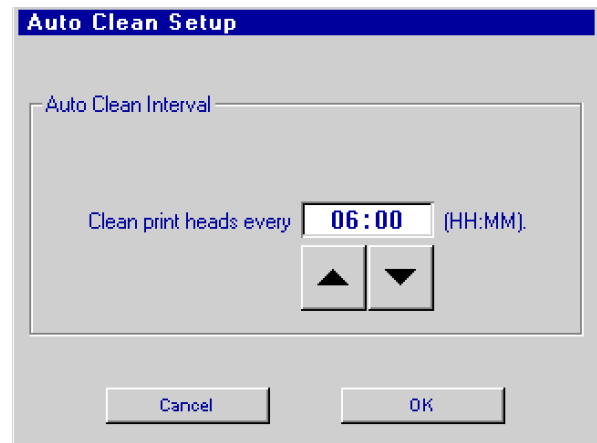 Auto Clean Setup
Auto Clean Interval
Clean print heads every 06:00 (HH:MM).
Cancel OK